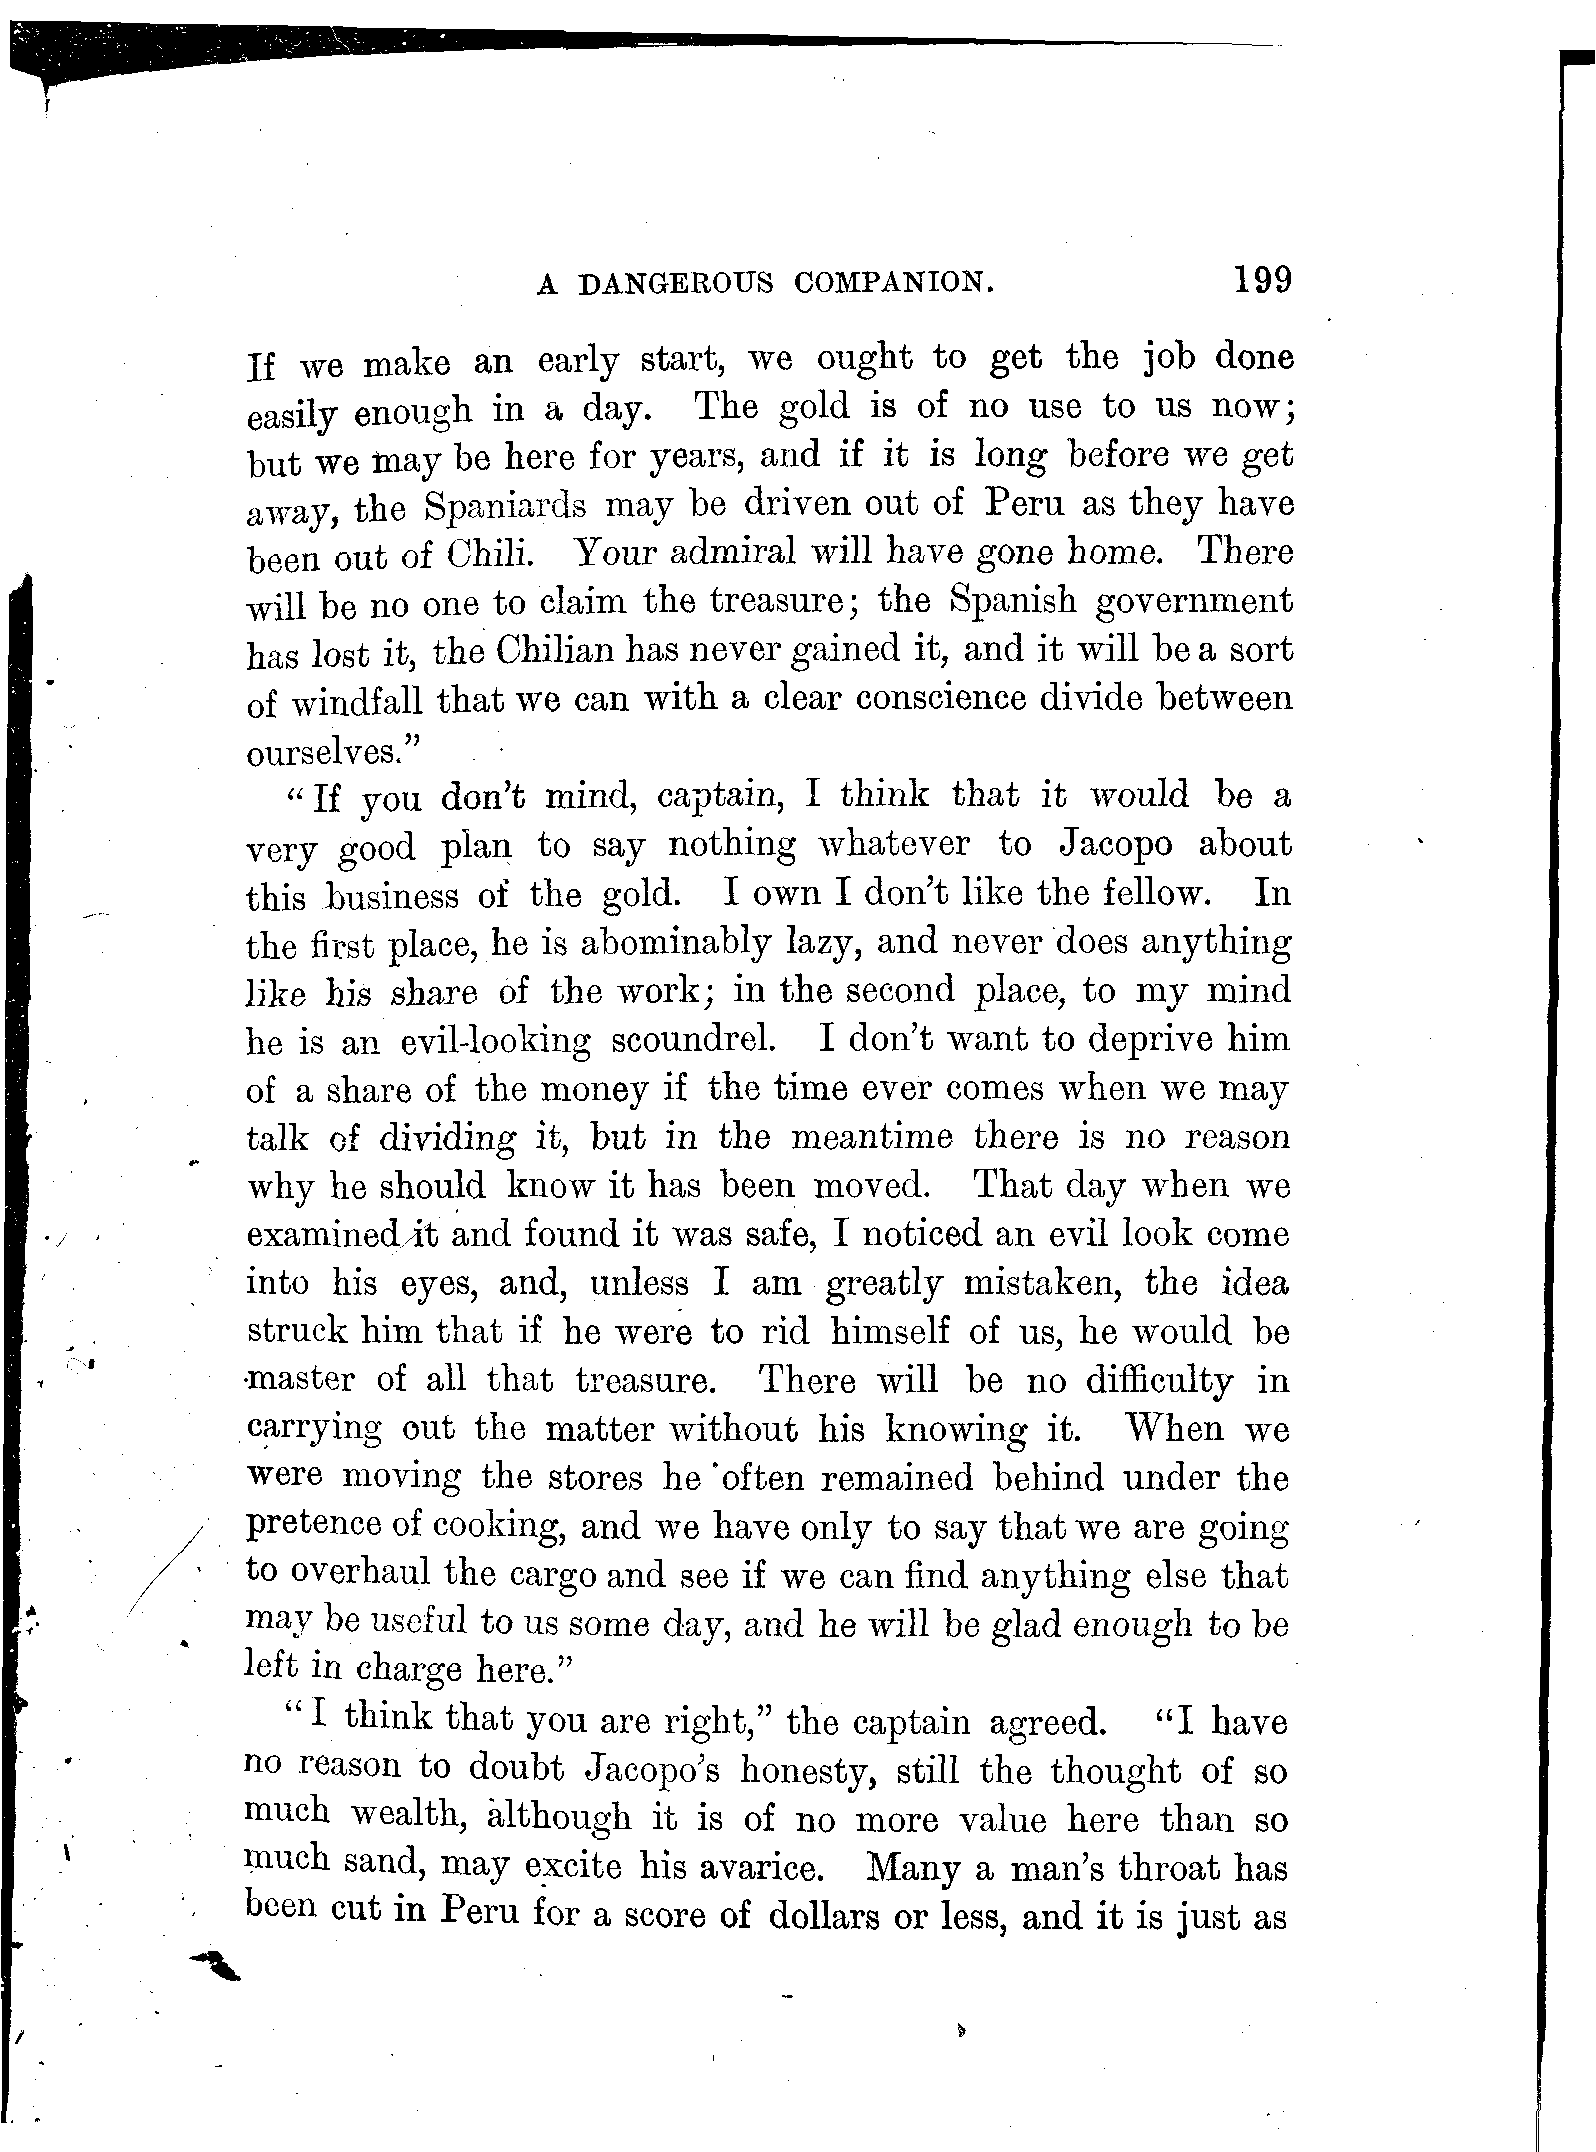 A DANGEROUS COMPANION. 199
If we make an early start, we ought to get the job done
easily enough in a day. The gold is of no use to us now;
but we may be here for years, and if it is long before we get
away, the Spaniards may be driven out of Peru as they have
been out of Chili. Your admiral will have gone home. There
will be no one to claim the treasure; the Spanish government
has lost it, the Chilian has never gained it, and it will be a sort
of windfall that we can with a clear conscience divide between
ourselves.”
“If you don’t mind, captain, I think that it would be a
very good plan to say nothing whatever to Jacopo about
this business of the gold. I own I don’t like the fellow. In
the first place, he is abominably lazy, and never does anything
like his share of the work; in the second place, to my mind
he is an evil-looking scoundrel. I don’t want to deprive him
of a share of the money if the time ever comes when we may
talk of dividing it, but in the meantime there is no reason
why he should know it has been moved. That day when we
examined it and found it was safe, I noticed an evil look come
into his eyes, and, unless I am greatly mistaken, the idea
struck him that if he were to rid himself of us, he would be
master of all that treasure. There will be no difficulty in
carrying out the matter without his knowing it. When we
were moving the stores he often remained behind under the
pretence of cooking, and we have only to say that we are going
to overhaul the cargo and see if we can find anything else that
may be useful to us some day, and he will be glad enough to be
left in charge here.”
“I think that you are right,” the captain agreed. “I have
no reason to doubt Jacopo’s honesty, still the thought of so
much wealth, although it is of no more value here than so
much sand, may excite his avarice. Many a man’s throat has
been cut in Peru for a score of dollars or less, and it is just as